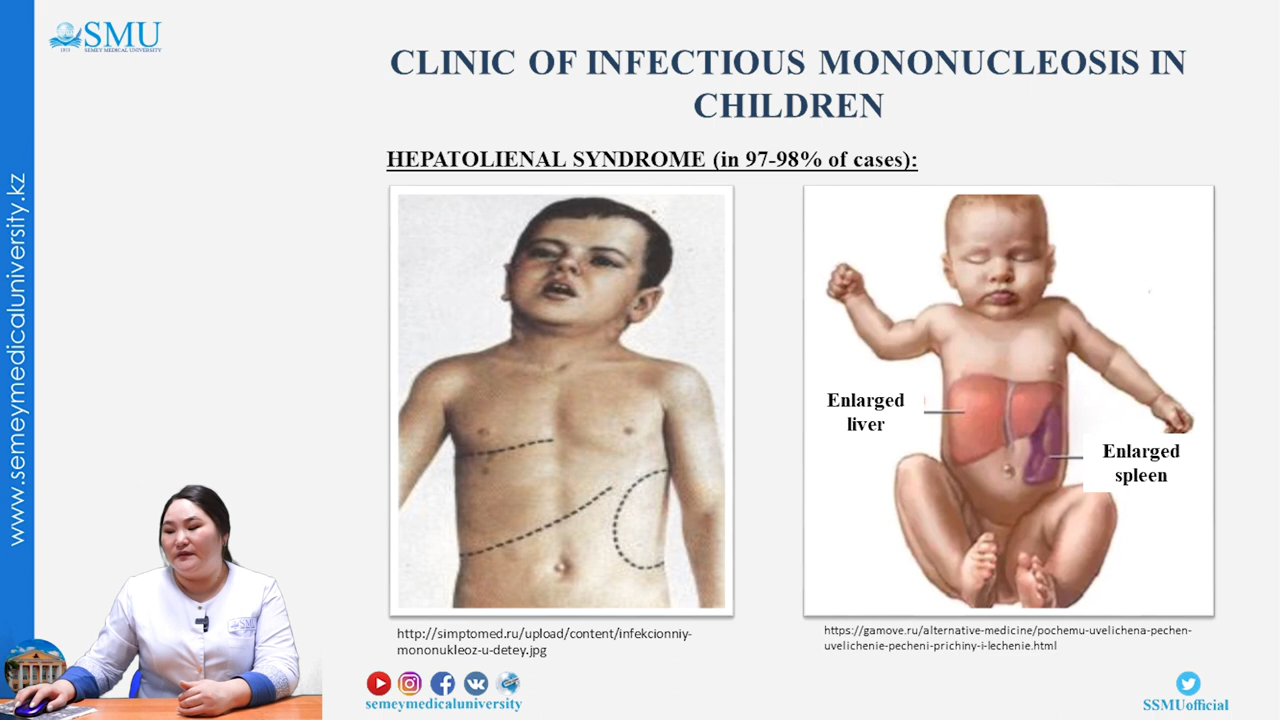 SMU
1953
SEMEY MEDICAL UNIVERSITY
www.semeymedicaluniversity.kz
CLINIC OF INFECTIOUS MONONUCLEOSIS IN
CHILDREN
HEPATOLIENAL SYNDROME (in 97-98% of cases):
Enlarged
liver
Enlarged
spleen
http://simptomed.ru/upload/content/infekcionniy-
mononukleoz-u-detey.jpg
https://gamove.ru/alternative-medicine/pochemu-uvelichena-pechen-
uvelichenie-pecheni-prichiny-i-lechenie.html
SMU
semeymedicaluniversity
SSMUofficial